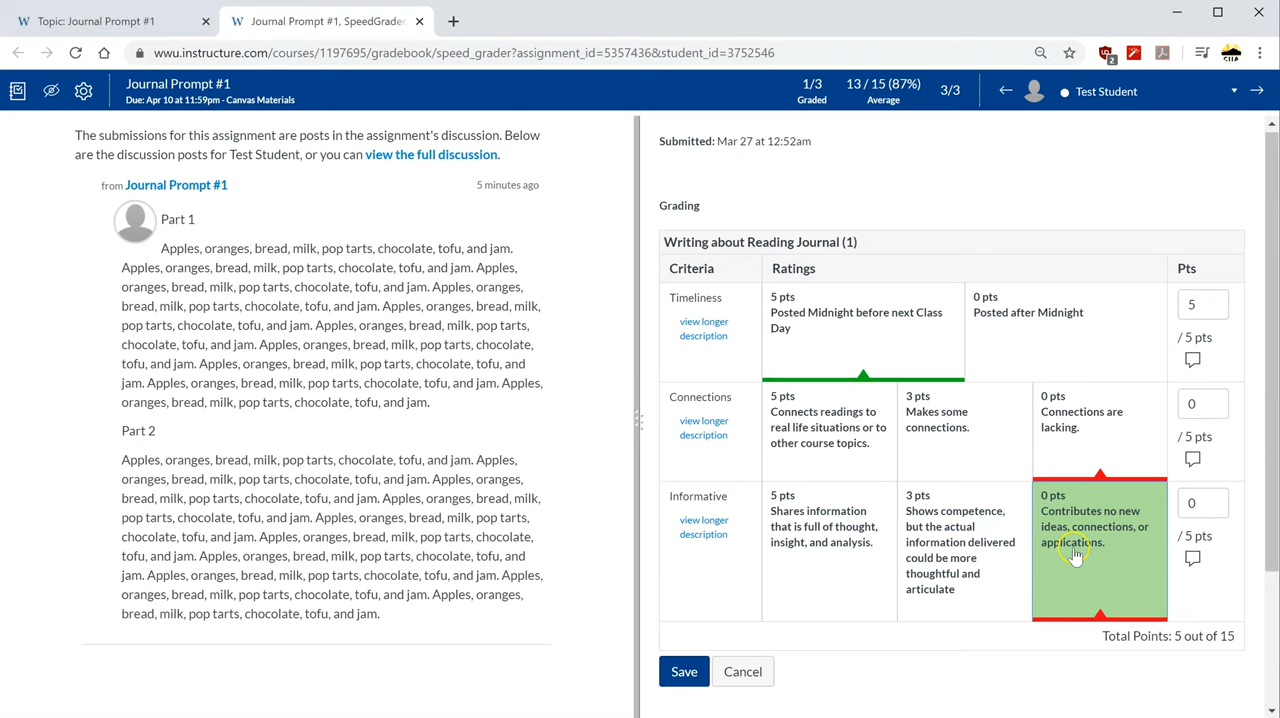 Topic: Journal Prompt #1
Journal Prompt #1, SpeedGrader
wwu.instructure.com/courses/1197695/gradebook/speed_grader?assignment_id=5357436&student_id=3752546
2
Journal Prompt #1
Due: Apr 10 at 11:59pm - Canvas Materials
1/3
Graded
13 / 15 (87%)
Average
3/3
Test Student
The submissions for this assignment are posts in the assignment's discussion. Below
are the discussion posts for Test Student, or you can view the full discussion.
from Journal Prompt #1
5 minutes ago
Part 1
Apples, oranges, bread, milk, pop tarts, chocolate, tofu, and jam.
Apples, oranges, bread, milk, pop tarts, chocolate, tofu, and jam. Apples,
oranges, bread, milk, pop tarts, chocolate, tofu, and jam. Apples, oranges,
bread, milk, pop tarts, chocolate, tofu, and jam. Apples, oranges, bread, milk,
pop tarts, chocolate, tofu, and jam. Apples, oranges, bread, milk, pop tarts,
chocolate, tofu, and jam. Apples, oranges, bread, milk, pop tarts, chocolate,
tofu, and jam. Apples, oranges, bread, milk, pop tarts, chocolate, tofu, and
jam. Apples, oranges, bread, milk, pop tarts, chocolate, tofu, and jam. Apples,
oranges, bread, milk, pop tarts, chocolate, tofu, and jam.
Part 2
Apples, oranges, bread, milk, pop tarts, chocolate, tofu, and jam. Apples,
oranges, bread, milk, pop tarts, chocolate, tofu, and jam. Apples, oranges,
bread, milk, pop tarts, chocolate, tofu, and jam. Apples, oranges, bread, milk,
pop tarts, chocolate, tofu, and jam. Apples, oranges, bread, milk, pop tarts,
chocolate, tofu, and jam. Apples, oranges, bread, milk, pop tarts, chocolate,
tofu, and jam. Apples, oranges, bread, milk, pop tarts, chocolate, tofu, and
jam. Apples, oranges, bread, milk, pop tarts, chocolate, tofu, and jam. Apples,
oranges, bread, milk, pop tarts, chocolate, tofu, and jam. Apples, oranges,
bread, milk, pop tarts, chocolate, tofu, and jam.
Submitted: Mar 27 at 12:52am
Grading
Writing about Reading Journal (1)
Criteria
Ratings
Pts
Timeliness
view longer
description
5 pts
Posted Midnight before next Class
Day
0 pts
Posted after Midnight
5
/ 5 pts
Connections
view longer
description
5 pts
Connects readings to
real life situations or to
other course topics.
3 pts
Makes some
connections.
0 pts
Connections are
lacking.
0
/ 5 pts
Informative
view longer
description
5 pts
Shares information
that is full of thought,
insight, and analysis.
3 pts
Shows competence,
but the actual
information delivered
could be more
thoughtful and
articulate
0 pts
Contributes no new
ideas, connections, or
applications.
0
/ 5 pts
Total Points: 5 out of 15
Save
Cancel